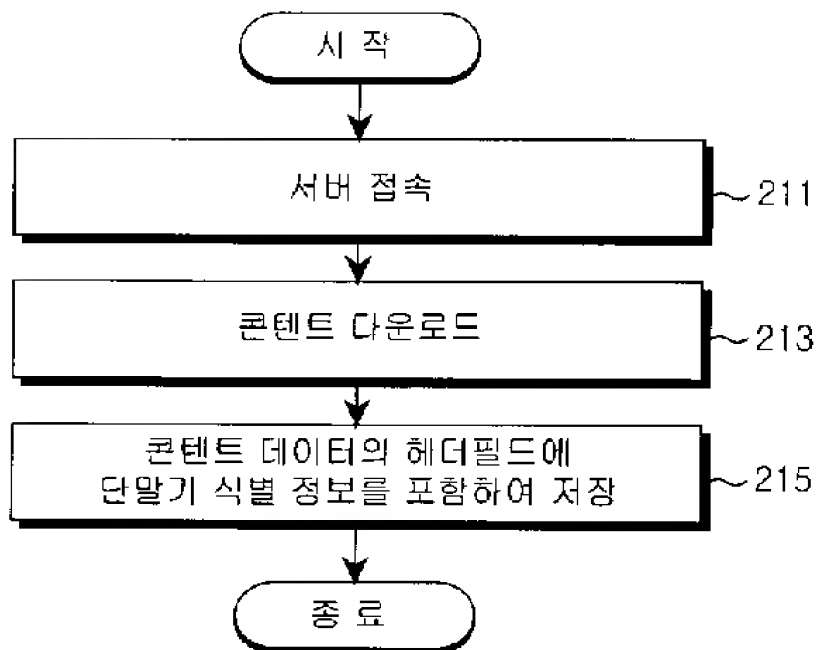 시 작
서버 접속
211
콘텐트 다운로드
213
콘텐트 데이터의 헤더필드에
단말기 식별 정보를 포함하여 저장
215
종 료